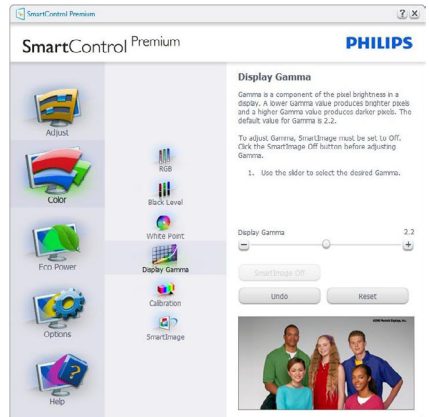 SmartControl Premium
SmartControl Premium
PHILIPS
Adjust
Color
Eco Power
Options
Help
RGB
Black Level
White Point
Display Gamma
Calibration
SmartImage
Display Gamma
Gamma is a component of the pixel brightness in a
display. A lower Gamma value produces brighter pixels
and a higher Gamma value produces darker pixels. The
default value for Gamma is 2.2.
To adjust Gamma, SmartImage must be set to Off.
Click the SmartImage Off button before adjusting
Gamma.
1. Use the slider to select the desired Gamma.
Display Gamma 2.2
SmartImage Off
Undo
Reset